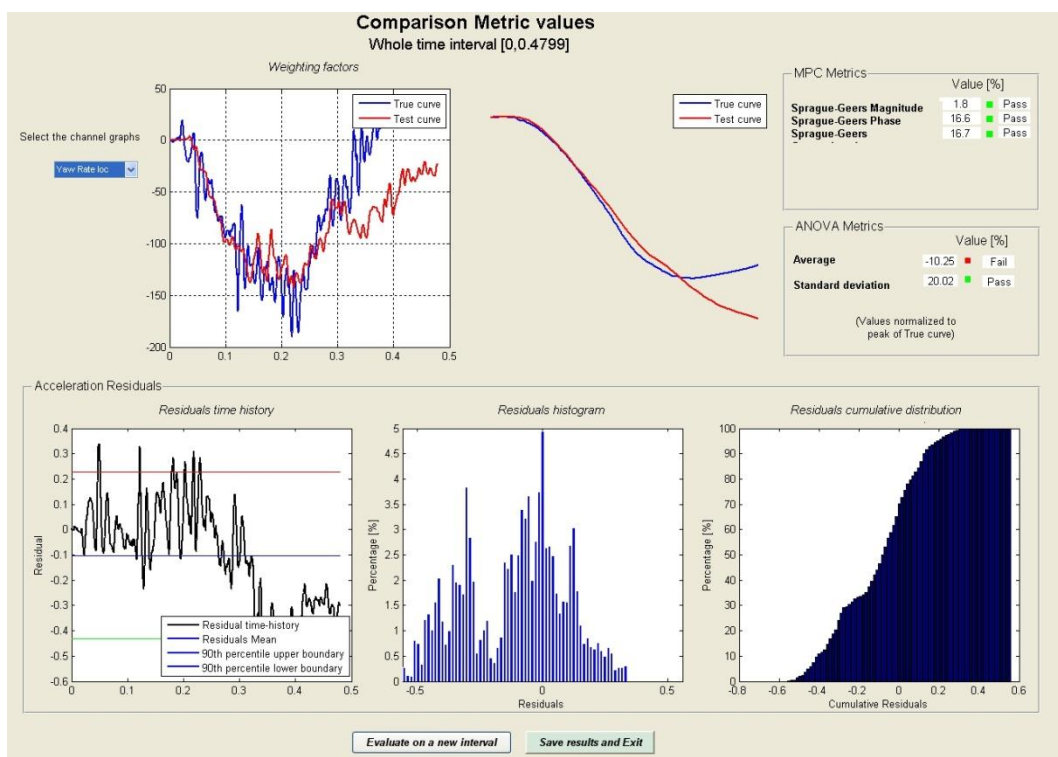 Comparison Metric values
Whole time interval [0,0.4799]
Weighting factors
50
0
-50
-100
-150
-200
0
0.1
0.2
0.3
0.4
0.5
True curve
Test curve
Select the channel graphs
Yaw Rate loc
True curve
Test curve
MPC Metrics
Value [%]
Sprague-Geers Magnitude 1.8 Pass
Sprague-Geers Phase 16.6 Pass
Sprague-Geers 16.7 Pass
ANOVA Metrics
Value [%]
Average -10.25 Fail
Standard deviation 20.02 Pass
(Values normalized to
peak of True curve)
Acceleration Residuals
Residuals time history
Residual
0.4
0.3
0.2
0.1
0
-0.1
-0.2
-0.3
-0.4
-0.5
-0.6
0
0.1
0.2
0.3
0.4
0.5
Residual time-history
Residuals Mean
90th percentile upper boundary
90th percentile lower boundary
Residuals histogram
Percentage [%]
5
4.5
4
3.5
3
2.5
2
1.5
1
0.5
0
-0.5
0
0.5
Residuals
Residuals cumulative distribution
Percentage [%]
100
90
80
70
60
50
40
30
20
10
0
-0.8
-0.6
-0.4
-0.2
0
0.2
0.4
0.6
Cumulative Residuals
Evaluate on a new interval
Save results and Exit